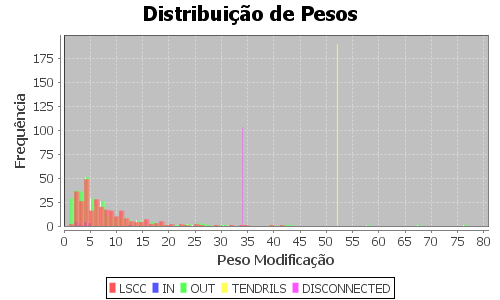 Distribuição de Pesos
Frequência
175
150
125
100
75
50
25
0
0 5 10 15 20 25 30 35 40 45 50 55 60 65 70 75 80
Peso Modificação
LSCC IN OUT TENDRILS DISCONNECTED